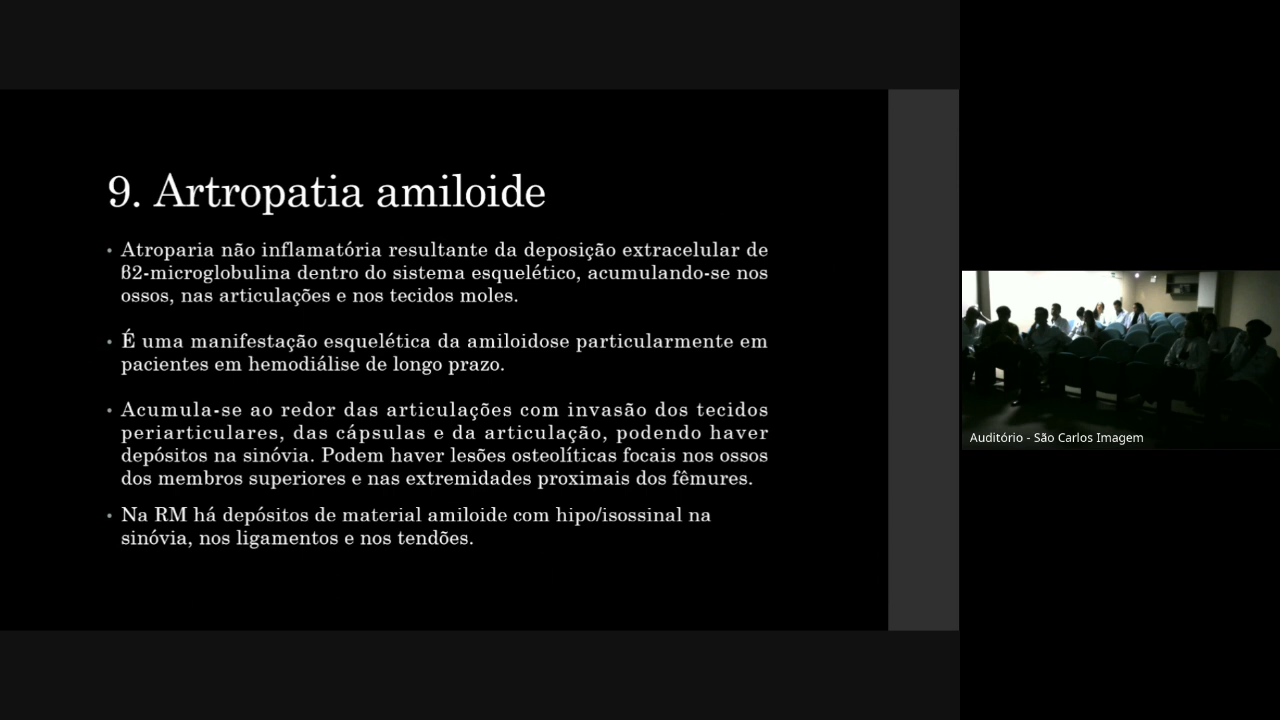 9. Artropatia amiloide
• Atroparia não inflamatória resultante da deposição extracelular de
ß2-microglobulina dentro do sistema esquelético, acumulando-se nos
ossos, nas articulações e nos tecidos moles.
• É uma manifestação esquelética da amiloidose particularmente em
pacientes em hemodiálise de longo prazo.
• Acumula-se ao redor das articulações com invasão dos tecidos
periarticulares, das cápsulas e da articulação, podendo haver
depósitos na sinóvia. Podem haver lesões osteolíticas focais nos ossos
dos membros superiores e nas extremidades proximais dos fêmures.
• Na RM há depósitos de material amiloide com hipo/isossinal na
sinóvia, nos ligamentos e nos tendões.
Auditório - São Carlos Imagem